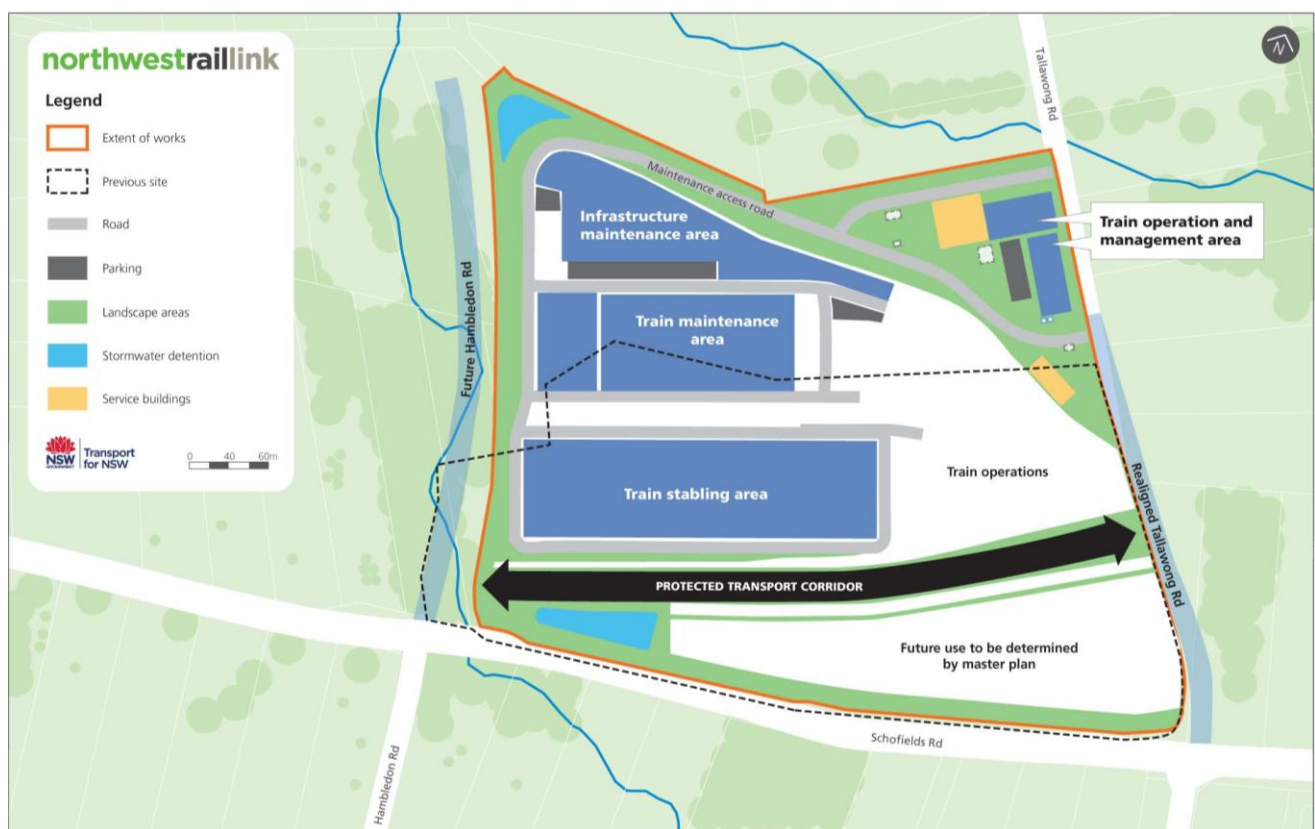 northwestraillink
Legend
Extent of works
Previous site
Road
Parking
Landscape areas
Stormwater detention
Service buildings
NSW
GOVERNMENT
Transport
for NSW
0 40 60m
N
Tallawong Rd
Maintenance access road
Infrastructure
maintenance area
Train operation and
management area
Future Hambledon Rd
Train maintenance
area
Train stabling area
Train operations
Realigned Tallawong Rd
PROTECTED TRANSPORT CORRIDOR
Future use to be determined
by master plan
Schofields Rd
Hambledon Rd